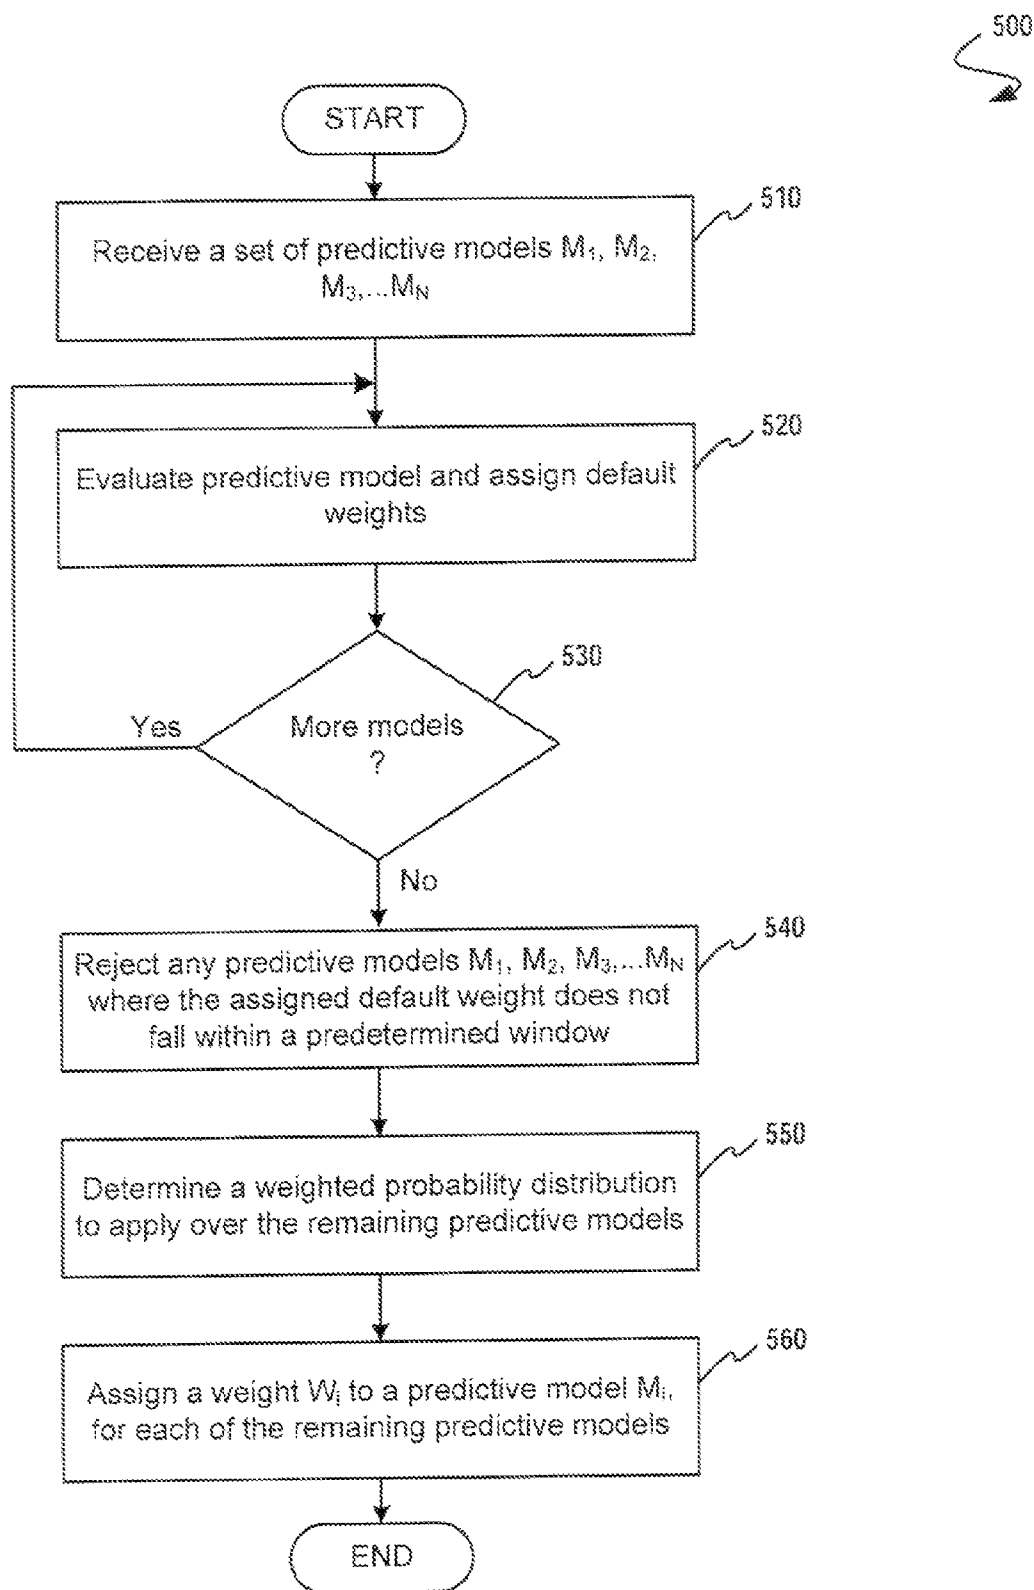 500
START
510
Receive a set of predictive models M₁, M₂,
M₃,...M_N
520
Evaluate predictive model and assign default
weights
530
More models
?
Yes
No
540
Reject any predictive models M₁, M₂, M₃,...M_N
where the assigned default weight does not
fall within a predetermined window
550
Determine a weighted probability distribution
to apply over the remaining predictive models
560
Assign a weight Wᵢ to a predictive model Mᵢ,
for each of the remaining predictive models
END